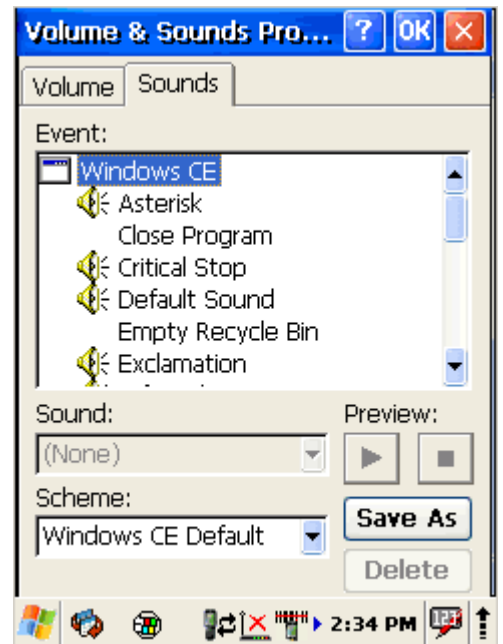 Volume & Sounds Pro... ? OK
Volume Sounds
Event:
Windows CE
Asterisk
Close Program
Critical Stop
Default Sound
Empty Recycle Bin
Exclamation
Sound: Preview:
(None)
Scheme:
Windows CE Default
Save As
Delete
2:34 PM 123